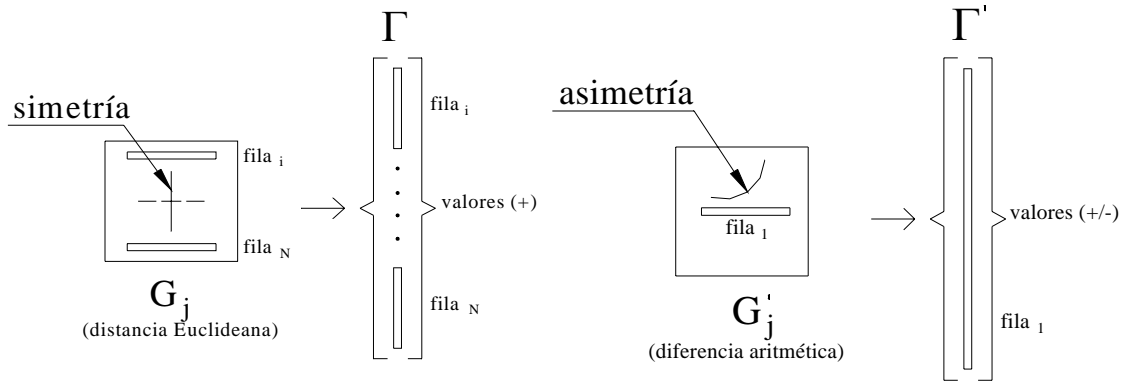 Γ
simetría
fila i
fila i
valores (+)
fila N
fila N
G j
(distancia Euclideana)
Γ'
asimetría
fila 1
valores (+/-)
fila 1
G' j
(diferencia aritmética)